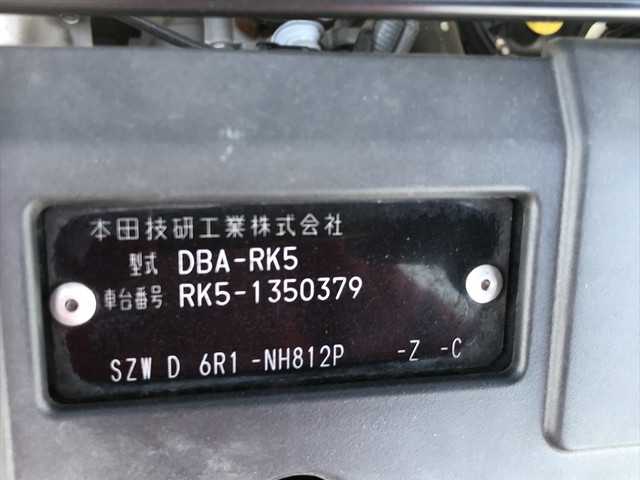 本田技研工業株式会社
型式 DBA-RK5
車台番号 RK5-1350379
SZW D 6R1 -NH812P -Z -C